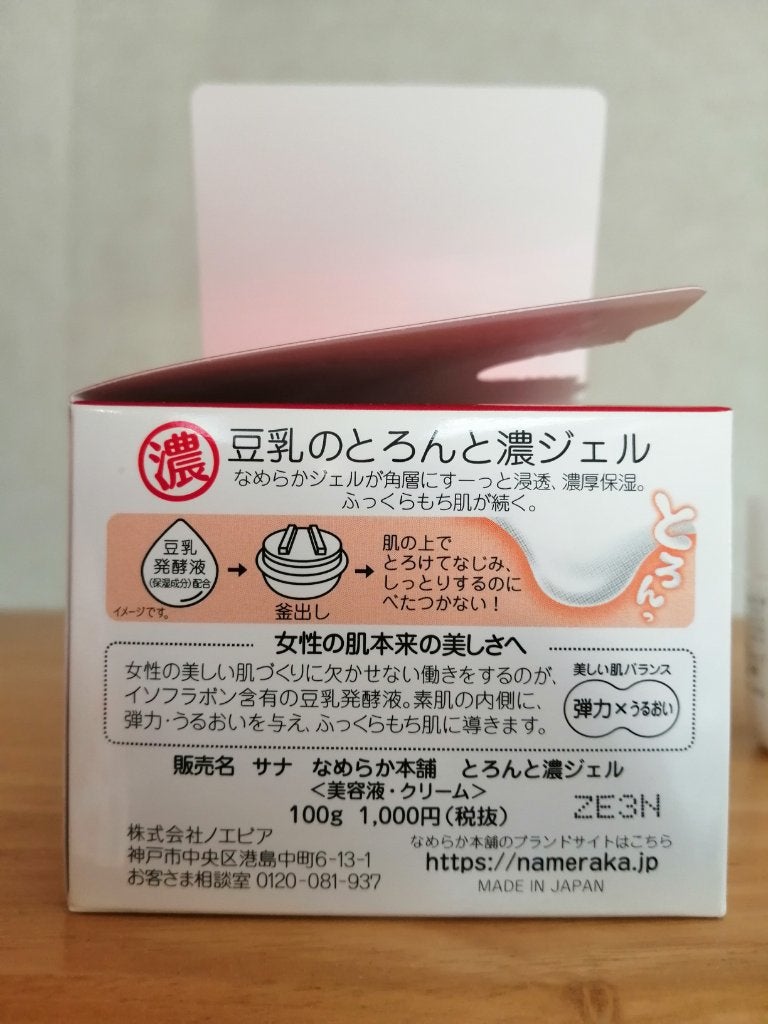 濃 豆乳のとろんと濃ジェル
なめらかジェルが角層にすーっと浸透、濃厚保湿。
ふっくらもち肌が続く。
豆乳
発酵液
(保湿成分)配合
イメージです。
釜出し
肌の上で
とろけてなじみ、
しっとりするのに
べたつかない！
とろんっ
女性の肌本来の美しさへ
女性の美しい肌づくりに欠かせない働きをするのが、
イソフラボン含有の豆乳発酵液。素肌の内側に、
弾力・うるおいを与え、ふっくらもち肌に導きます。
美しい肌バランス
弾力×うるおい
販売名 サナ なめらか本舗 とろんと濃ジェル
＜美容液・クリーム＞
100g 1,000円(税抜)
ZE3N
株式会社ノエビア
神戸市中央区港島中町6-13-1
お客さま相談室 0120-081-937
なめらか本舗のブランドサイトはこちら
https://nameraka.jp
MADE IN JAPAN